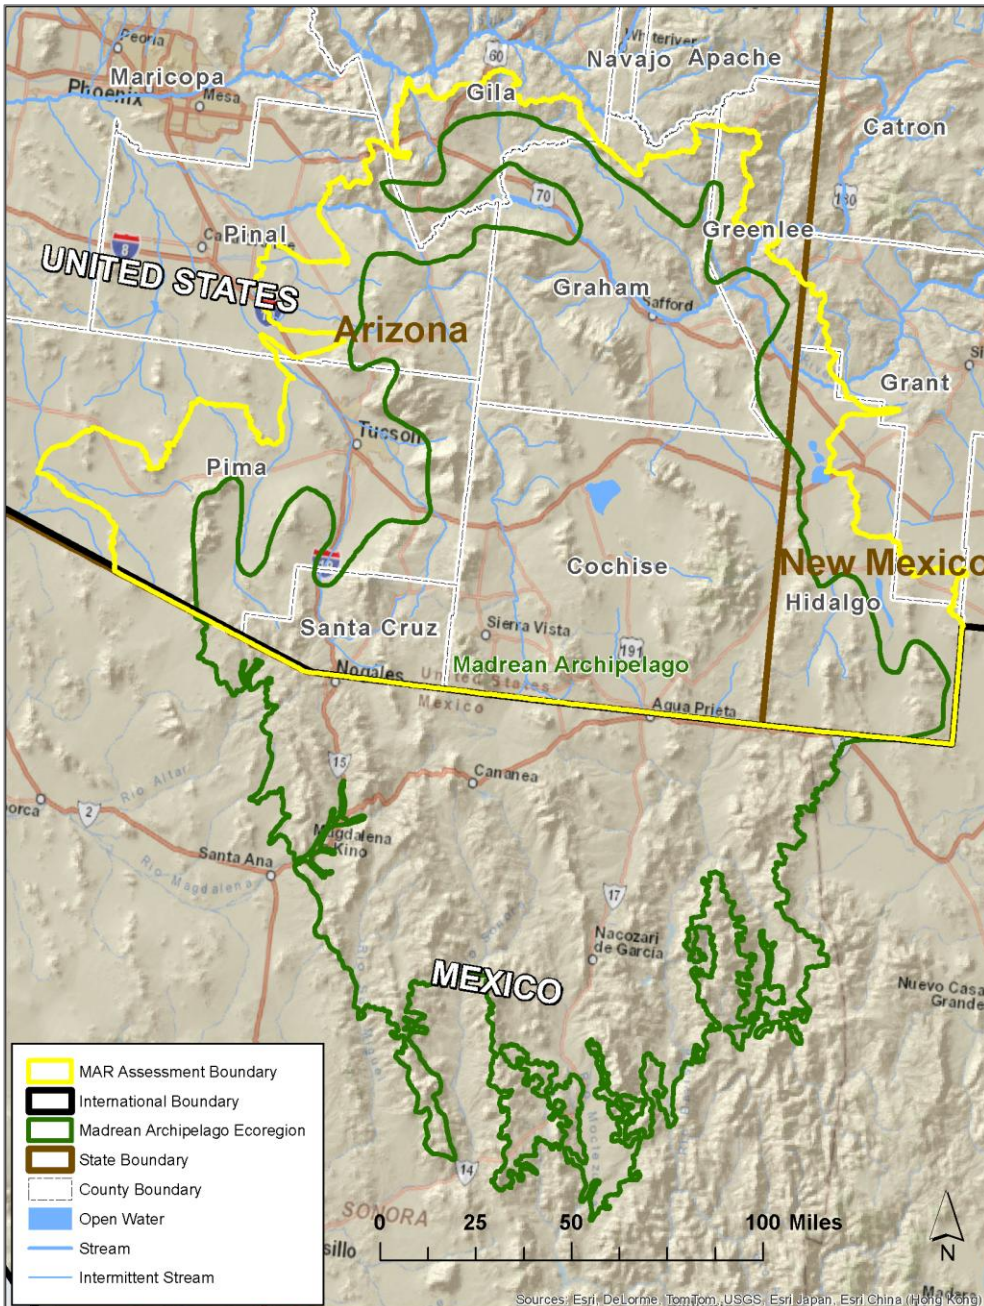 Peoria
Maricopa
Phoenix
Mesa
60
Gila
Whiteriver
Navajo
Apache
Catron
180
70
8
Pinal
UNITED STATES
Greenlee
Graham
Safford
Arizona
Grant
Tucson
Pima
Cochise
New Mexico
Hidalgo
19
Santa Cruz
Sierra Vista
191
Madrean Archipelago
Nogales
United States
Mexico
Agua Prieta
15
Cananea
Rio Altar
2
Magdalena
Kino
Santa Ana
Rio Magdalena
17
Nacozari
de García
MEXICO
Nuevo Casa
Grande
14
SONORA
MAR Assessment Boundary
International Boundary
Madrean Archipelago Ecoregion
State Boundary
County Boundary
Open Water
Stream
Intermittent Stream
0 25 50 100 Miles
N
Sources: Esri, DeLorme, TomTom, USGS, Esri Japan, Esri China (Hong Kong)